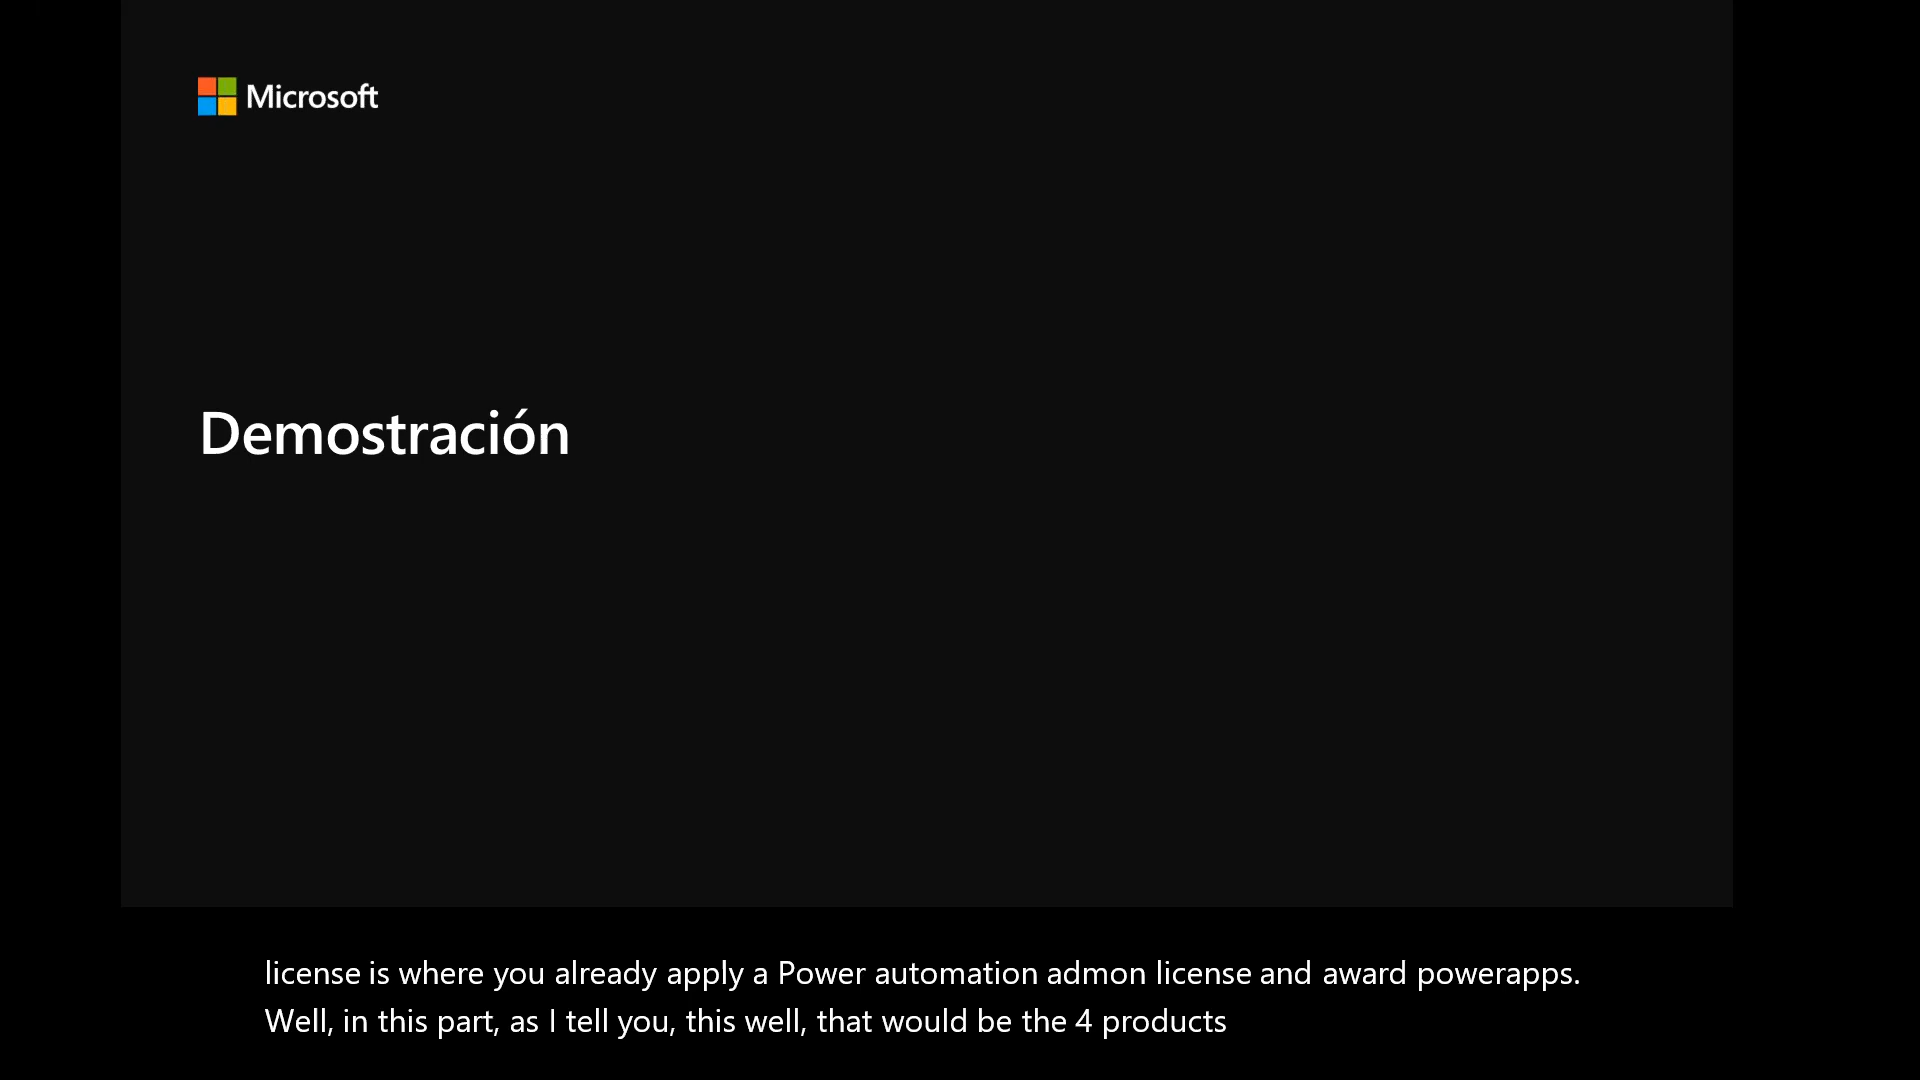 Microsoft
Demostración
license is where you already apply a Power automation admon license and award powerapps.
Well, in this part, as I tell you, this well, that would be the 4 products